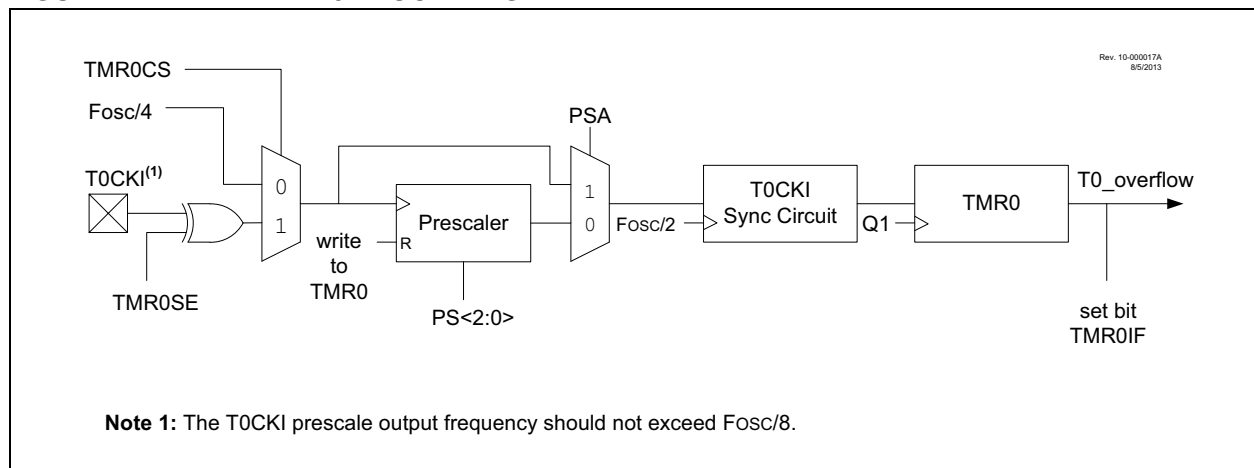 Rev. 10-000017A
8/5/2013
TMR0CS
Fosc/4
PSA
T0CKI(1)
0
1
TMR0SE
write
to
TMR0
Prescaler
R
PS<2:0>
1
0
FOSC/2
T0CKI
Sync Circuit
Q1
TMR0
T0_overflow
set bit
TMR0IF
Note 1: The T0CKI prescale output frequency should not exceed FOSC/8.